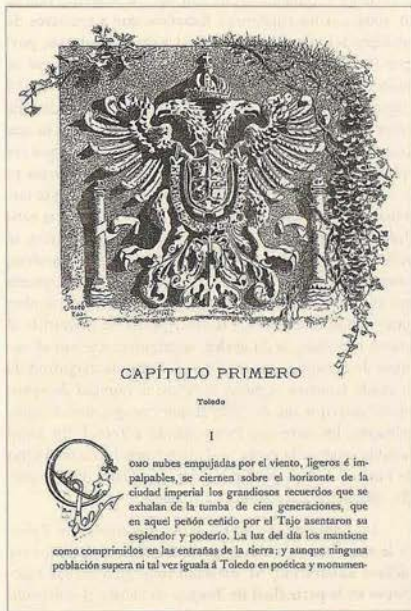 CAPÍTULO PRIMERO
Toledo
I
COMO nubes empujadas por el viento, ligeros é im-
palpables, se ciernen sobre el horizonte de la
ciudad imperial los grandiosos recuerdos que se
exhalan de la tumba de cien generaciones, que
en aquel peñón ceñido por el Tajo asentaron su
esplendor y poderío. La luz del día los mantiene
como comprimidos en las entrañas de la tierra; y aunque ninguna
población supera ni tal vez iguala á Toledo en poética y monumen-